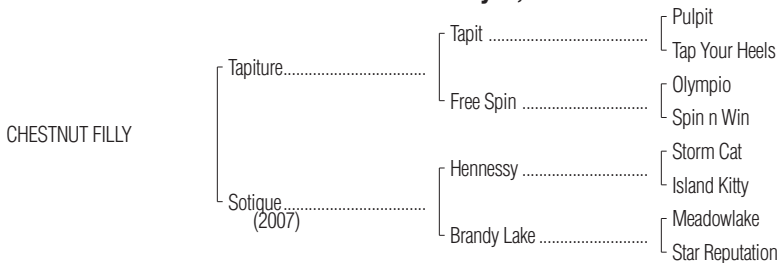 Pulpit
Tapit ........................................
Tap Your Heels
Tapiture...................................
Olympio
Free Spin ................................
Spin n Win
CHESTNUT FILLY
Storm Cat
Hennessy ................................
Island Kitty
Sotique...................................
(2007)
Meadowlake
Brandy Lake ...........................
Star Reputation